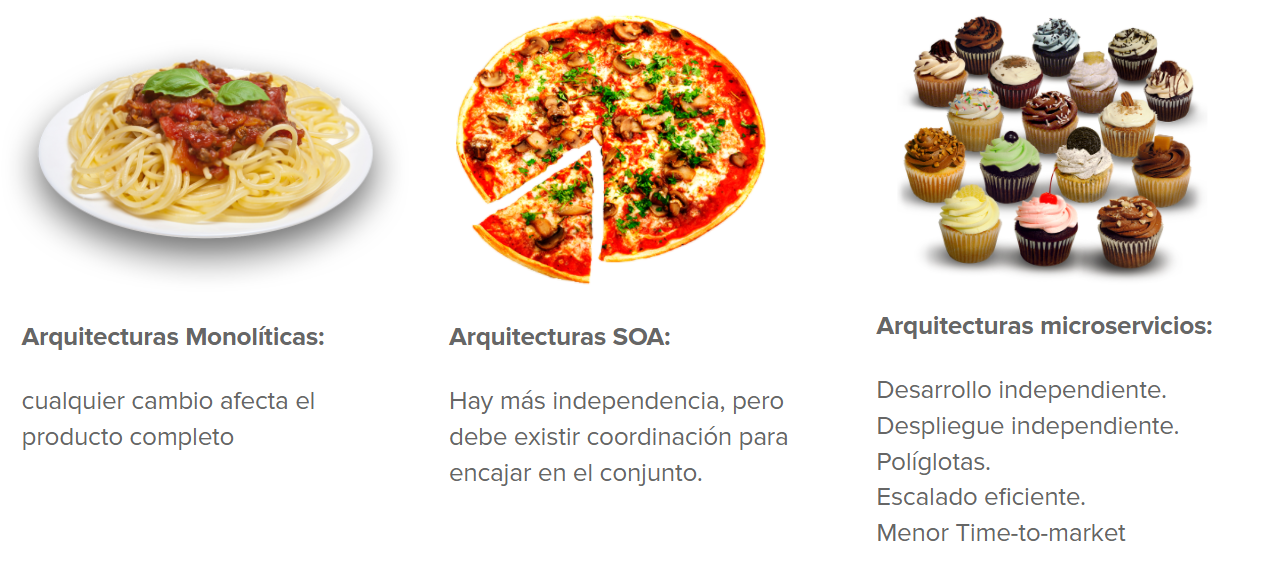 Arquitecturas Monolíticas:
cualquier cambio afecta el
producto completo
Arquitecturas SOA:
Hay más independencia, pero
debe existir coordinación para
encajar en el conjunto.
Arquitecturas microservicios:
Desarrollo independiente.
Despliegue independiente.
Políglotas.
Escalado eficiente.
Menor Time-to-market